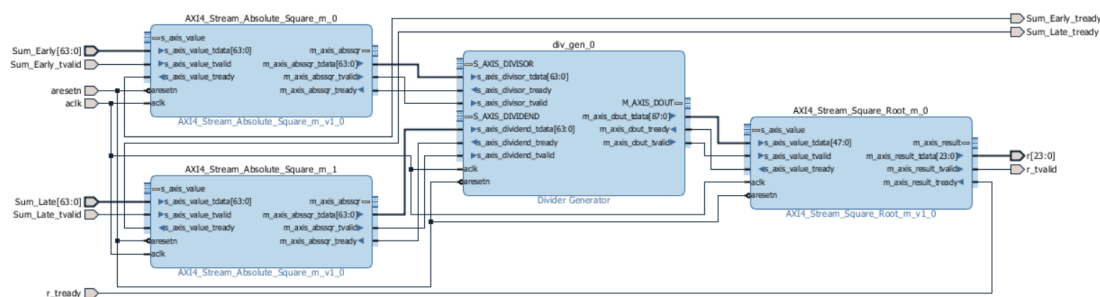 AXI4_Stream_Absolute_Square_m_0
s_axis_value
s_axis_value_tdata[63:0]
s_axis_value_tvalid
s_axis_value_tready
aresetn
aclk
m_axis_abssqr
m_axis_abssqr_tdata[63:0]
m_axis_abssqr_tvalid
m_axis_abssqr_tready
AXI4_Stream_Absolute_Square_m_v1_0
Sum_Early[63:0]
Sum_Early_tvalid
aresetn
aclk
AXI4_Stream_Absolute_Square_m_1
s_axis_value
s_axis_value_tdata[63:0]
s_axis_value_tvalid
s_axis_value_tready
aresetn
aclk
m_axis_abssqr
m_axis_abssqr_tdata[63:0]
m_axis_abssqr_tvalid
m_axis_abssqr_tready
AXI4_Stream_Absolute_Square_m_v1_0
Sum_Late[63:0]
Sum_Late_tvalid
r_tready
div_gen_0
S_AXIS_DIVISOR
s_axis_divisor_tdata[63:0]
s_axis_divisor_tready
s_axis_divisor_tvalid
S_AXIS_DIVIDEND
s_axis_dividend_tdata[63:0]
s_axis_dividend_tready
s_axis_dividend_tvalid
aclk
aresetn
M_AXIS_DOUT
m_axis_dout_tdata[87:0]
m_axis_dout_tready
m_axis_dout_tvalid
Divider Generator
AXI4_Stream_Square_Root_m_0
s_axis_value
s_axis_value_tdata[47:0]
s_axis_value_tvalid
s_axis_value_tready
aclk
aresetn
m_axis_result
m_axis_result_tdata[23:0]
m_axis_result_tvalid
m_axis_result_tready
AXI4_Stream_Square_Root_m_v1_0
Sum_Early_tready
Sum_Late_tready
r[23:0]
r_tvalid